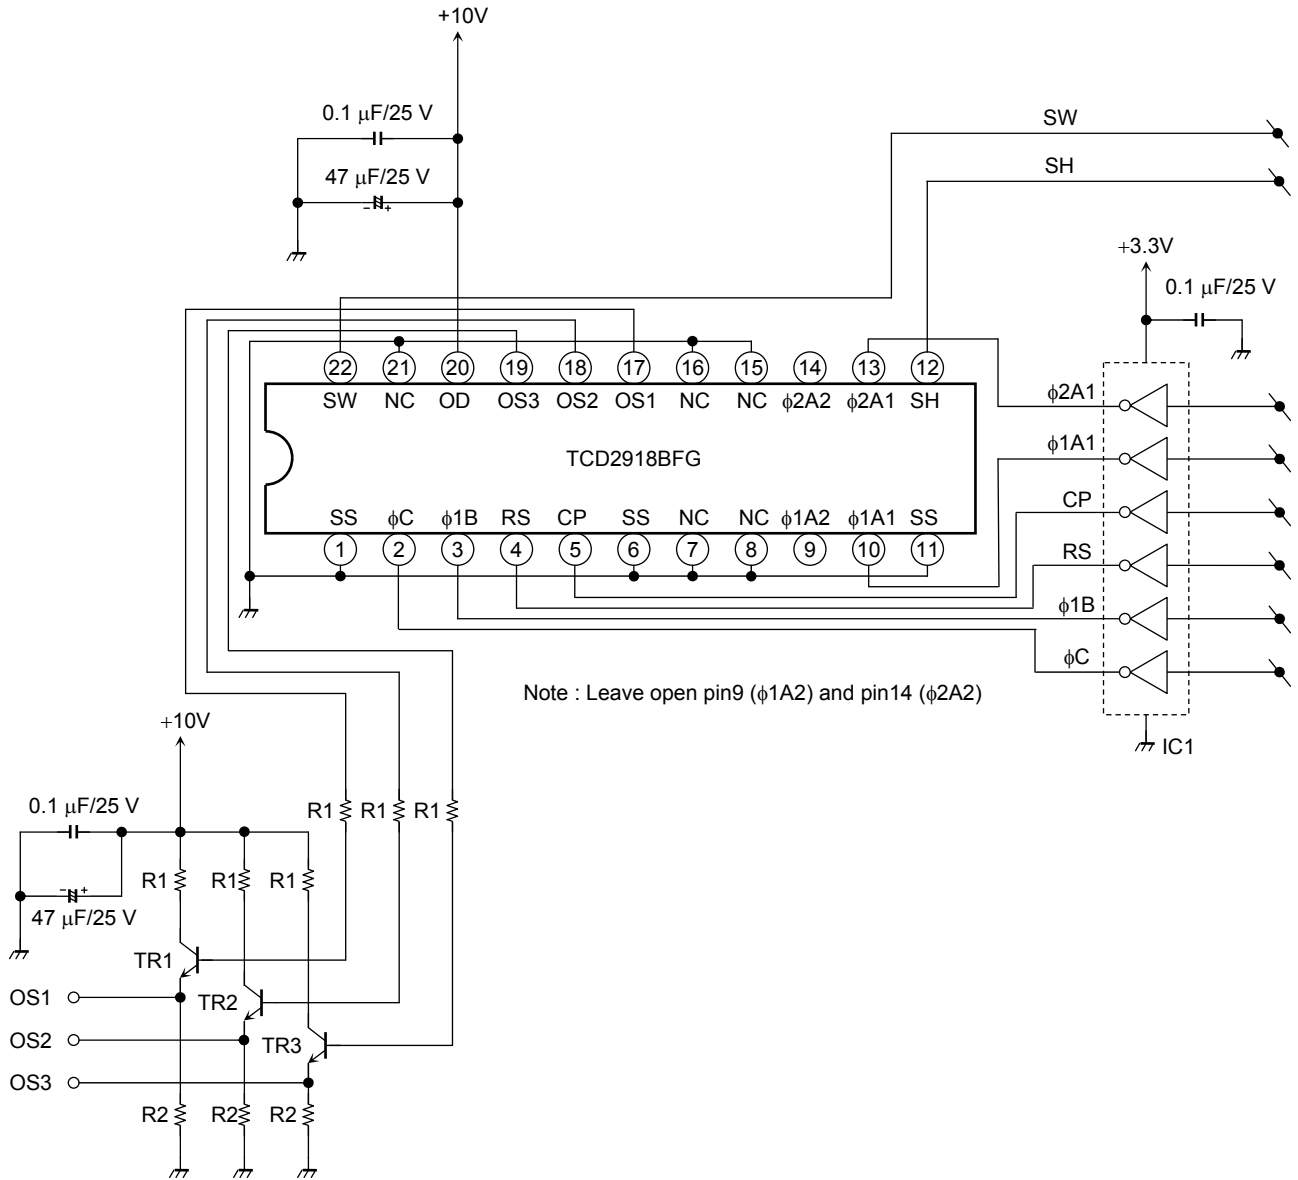 +10V
0.1 μF/25 V
47 μF/25 V
- +
SW
SH
+3.3V
0.1 μF/25 V
22 21 20 19 18 17 16 15 14 13 12
SW NC OD OS3 OS2 OS1 NC NC ϕ2A2 ϕ2A1 SH
TCD2918BFG
SS ϕC ϕ1B RS CP SS NC NC ϕ1A2 ϕ1A1 SS
1 2 3 4 5 6 7 8 9 10 11
ϕ2A1
ϕ1A1
CP
RS
ϕ1B
ϕC
IC1
Note : Leave open pin9 (ϕ1A2) and pin14 (ϕ2A2)
+10V
0.1 μF/25 V
R1 R1 R1
- +
47 μF/25 V
R1 R1 R1
TR1
OS1
TR2
OS2
TR3
OS3
R2 R2 R2